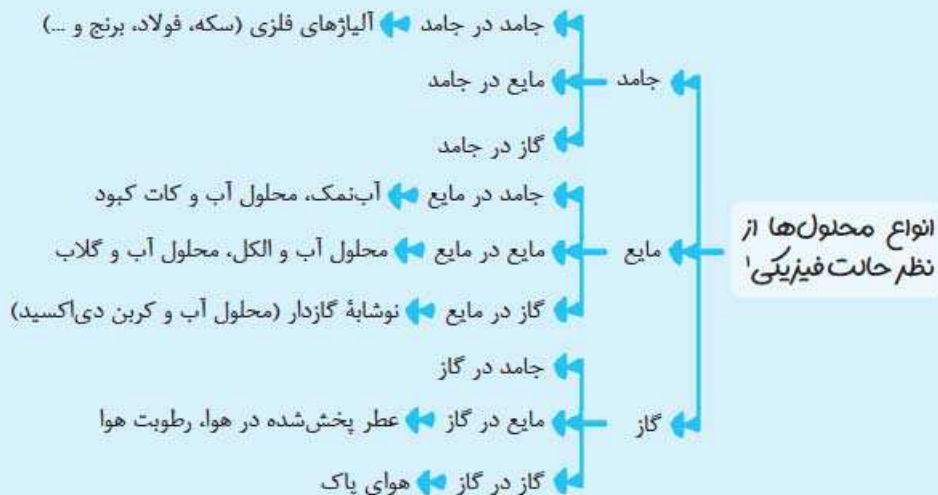 انواع محلول‌ها از
نظر حالت فیزیکی۱
جامد
جامد در جامد
آلیاژهای فلزی (سکه، فولاد، برنج و ...)
مایع در جامد
گاز در جامد
مایع
جامد در مایع
آب‌نمک، محلول آب و کات کبود
مایع در مایع
محلول آب و الکل، محلول آب و گلاب
گاز در مایع
نوشابهٔ گازدار (محلول آب و کربن دی‌اکسید)
گاز
جامد در گاز
مایع در گاز
عطر پخش‌شده در هوا، رطوبت هوا
گاز در گاز
هوای پاک